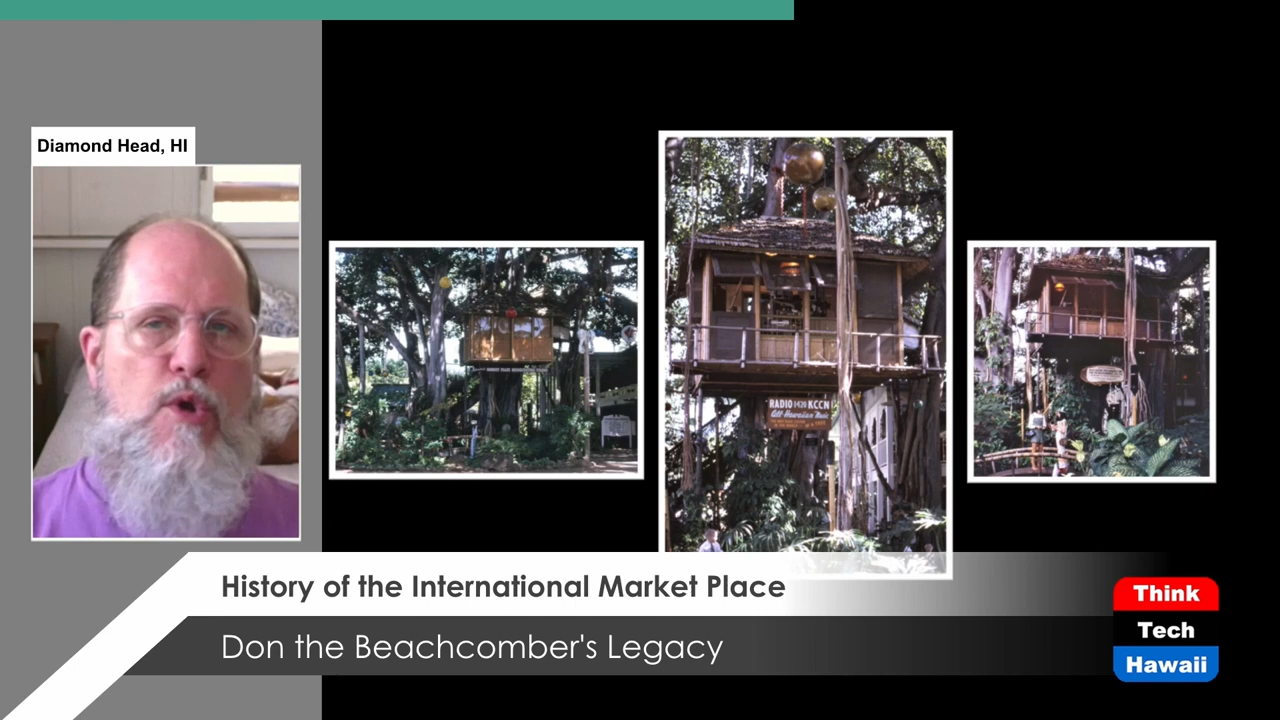 Diamond Head, HI
RADIO 1420 KCCN
All Hawaiian Music
History of the International Market Place
Don the Beachcomber's Legacy
Think
Tech
Hawaii